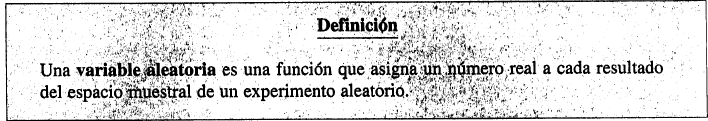 Definición
Una variable aleatoria es una función que asigna un número real a cada resultado
del espacio muestral de un experimento aleatorio.